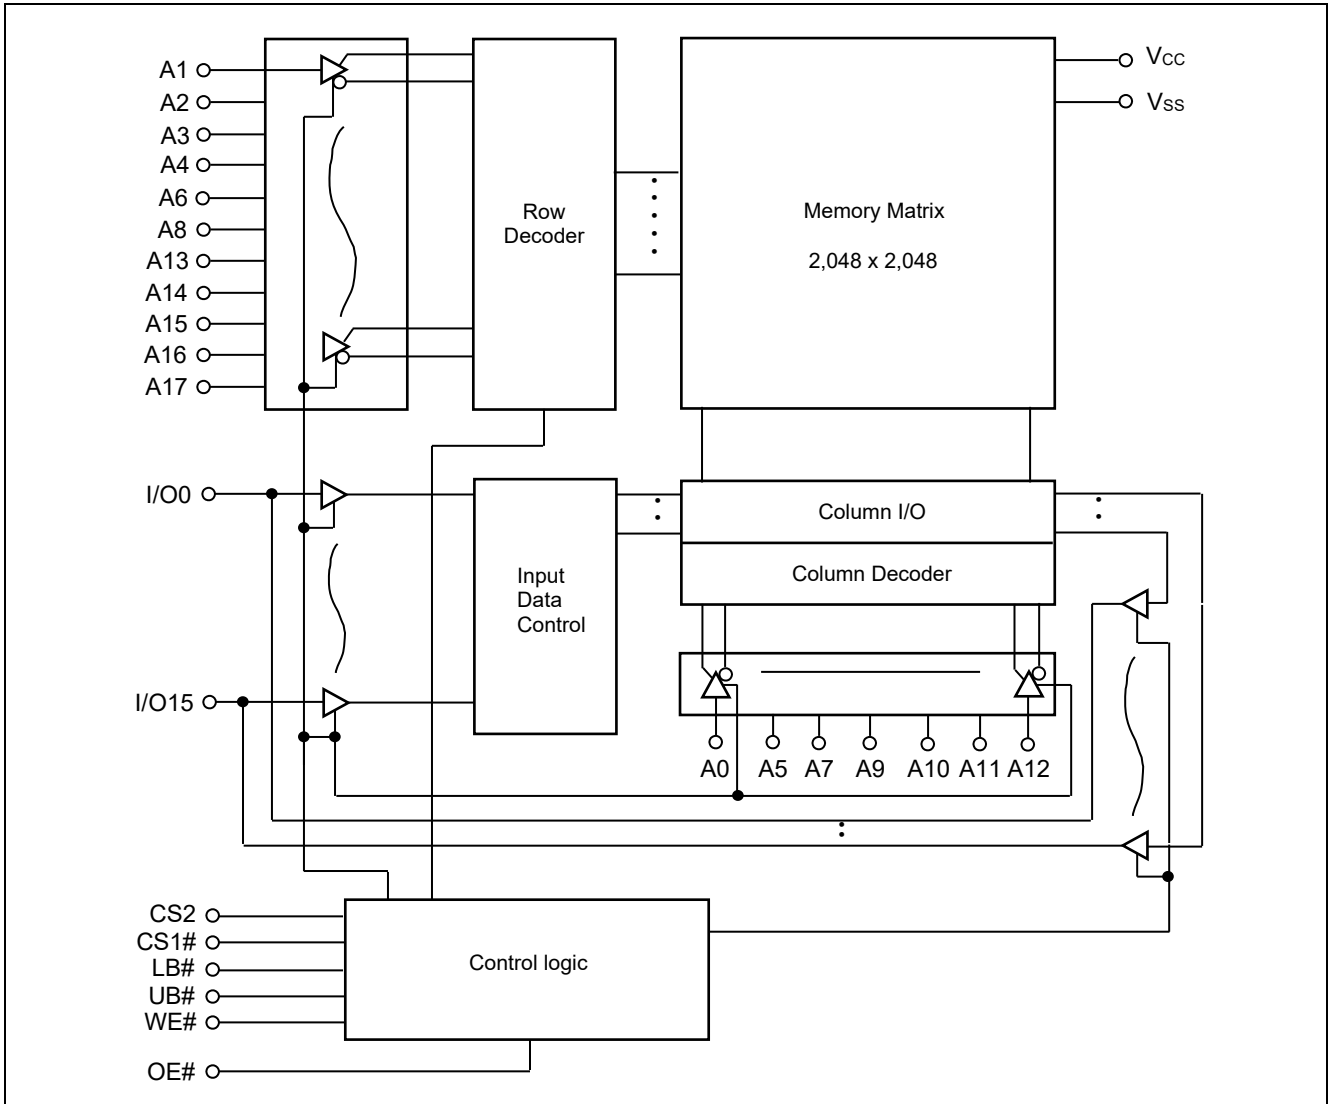 A1
A2
A3
A4
A6
A8
A13
A14
A15
A16
A17
Row
Decoder
Memory Matrix
2,048 x 2,048
VCC
VSS
I/O0
I/O15
Input
Data
Control
Column I/O
Column Decoder
A0 A5 A7 A9 A10 A11 A12
CS2
CS1#
LB#
UB#
WE#
OE#
Control logic